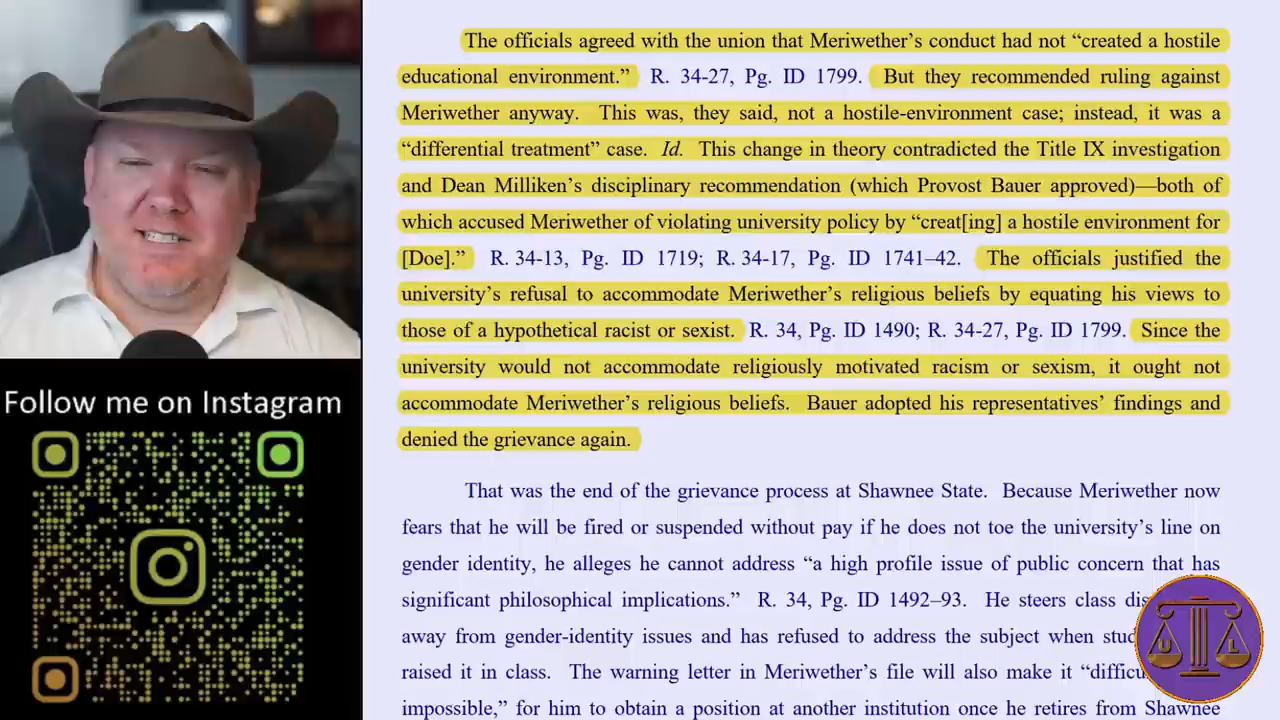 The officials agreed with the union that Meriwether’s conduct had not “created a hostile
educational environment.” R. 34-27, Pg. ID 1799. But they recommended ruling against
Meriwether anyway. This was, they said, not a hostile-environment case; instead, it was a
“differential treatment” case. Id. This change in theory contradicted the Title IX investigation
and Dean Milliken’s disciplinary recommendation (which Provost Bauer approved)—both of
which accused Meriwether of violating university policy by “creat[ing] a hostile environment for
[Doe].” R. 34-13, Pg. ID 1719; R. 34-17, Pg. ID 1741–42. The officials justified the
university’s refusal to accommodate Meriwether’s religious beliefs by equating his views to
those of a hypothetical racist or sexist. R. 34, Pg. ID 1490; R. 34-27, Pg. ID 1799. Since the
university would not accommodate religiously motivated racism or sexism, it ought not
accommodate Meriwether’s religious beliefs. Bauer adopted his representatives’ findings and
denied the grievance again.
That was the end of the grievance process at Shawnee State. Because Meriwether now
fears that he will be fired or suspended without pay if he does not toe the university’s line on
gender identity, he alleges he cannot address “a high profile issue of public concern that has
significant philosophical implications.” R. 34, Pg. ID 1492–93. He steers class
away from gender-identity issues and has refused to address the subject when
raised it in class. The warning letter in Meriwether’s file will also make it
impossible,” for him to obtain a position at another institution once he retires from Shawnee
Follow me on Instagram
U L